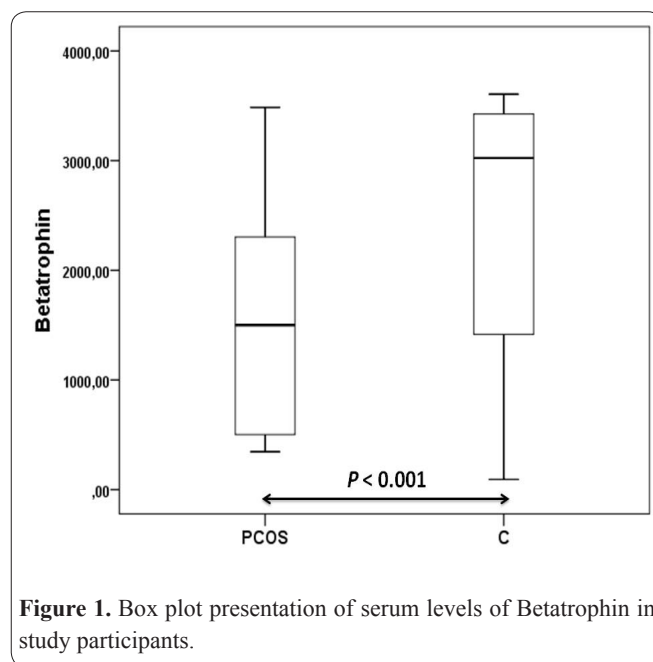 4000,00
3000,00
2000,00
1000,00
,00
Betatrophin
P < 0.001
PCOS C
Figure 1. Box plot presentation of serum levels of Betatrophin in
study participants.